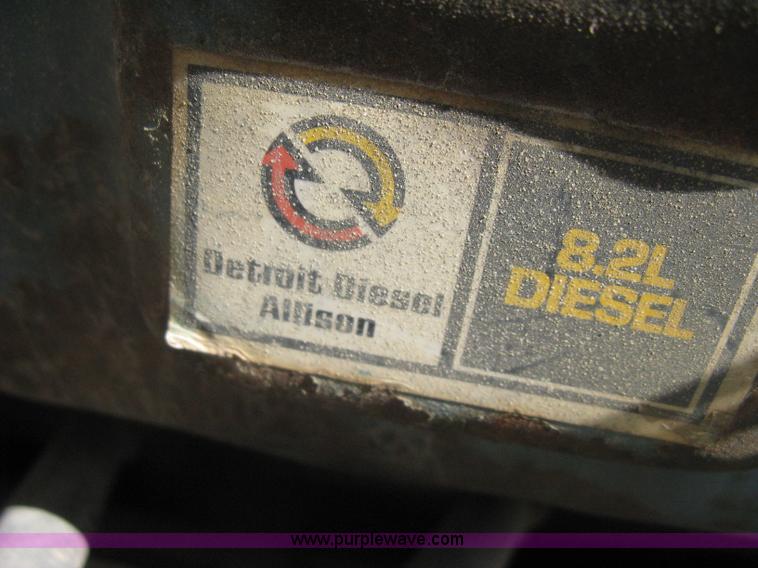 Detroit Diesel
Allison
8.2L
DIESEL
www.purplewave.com